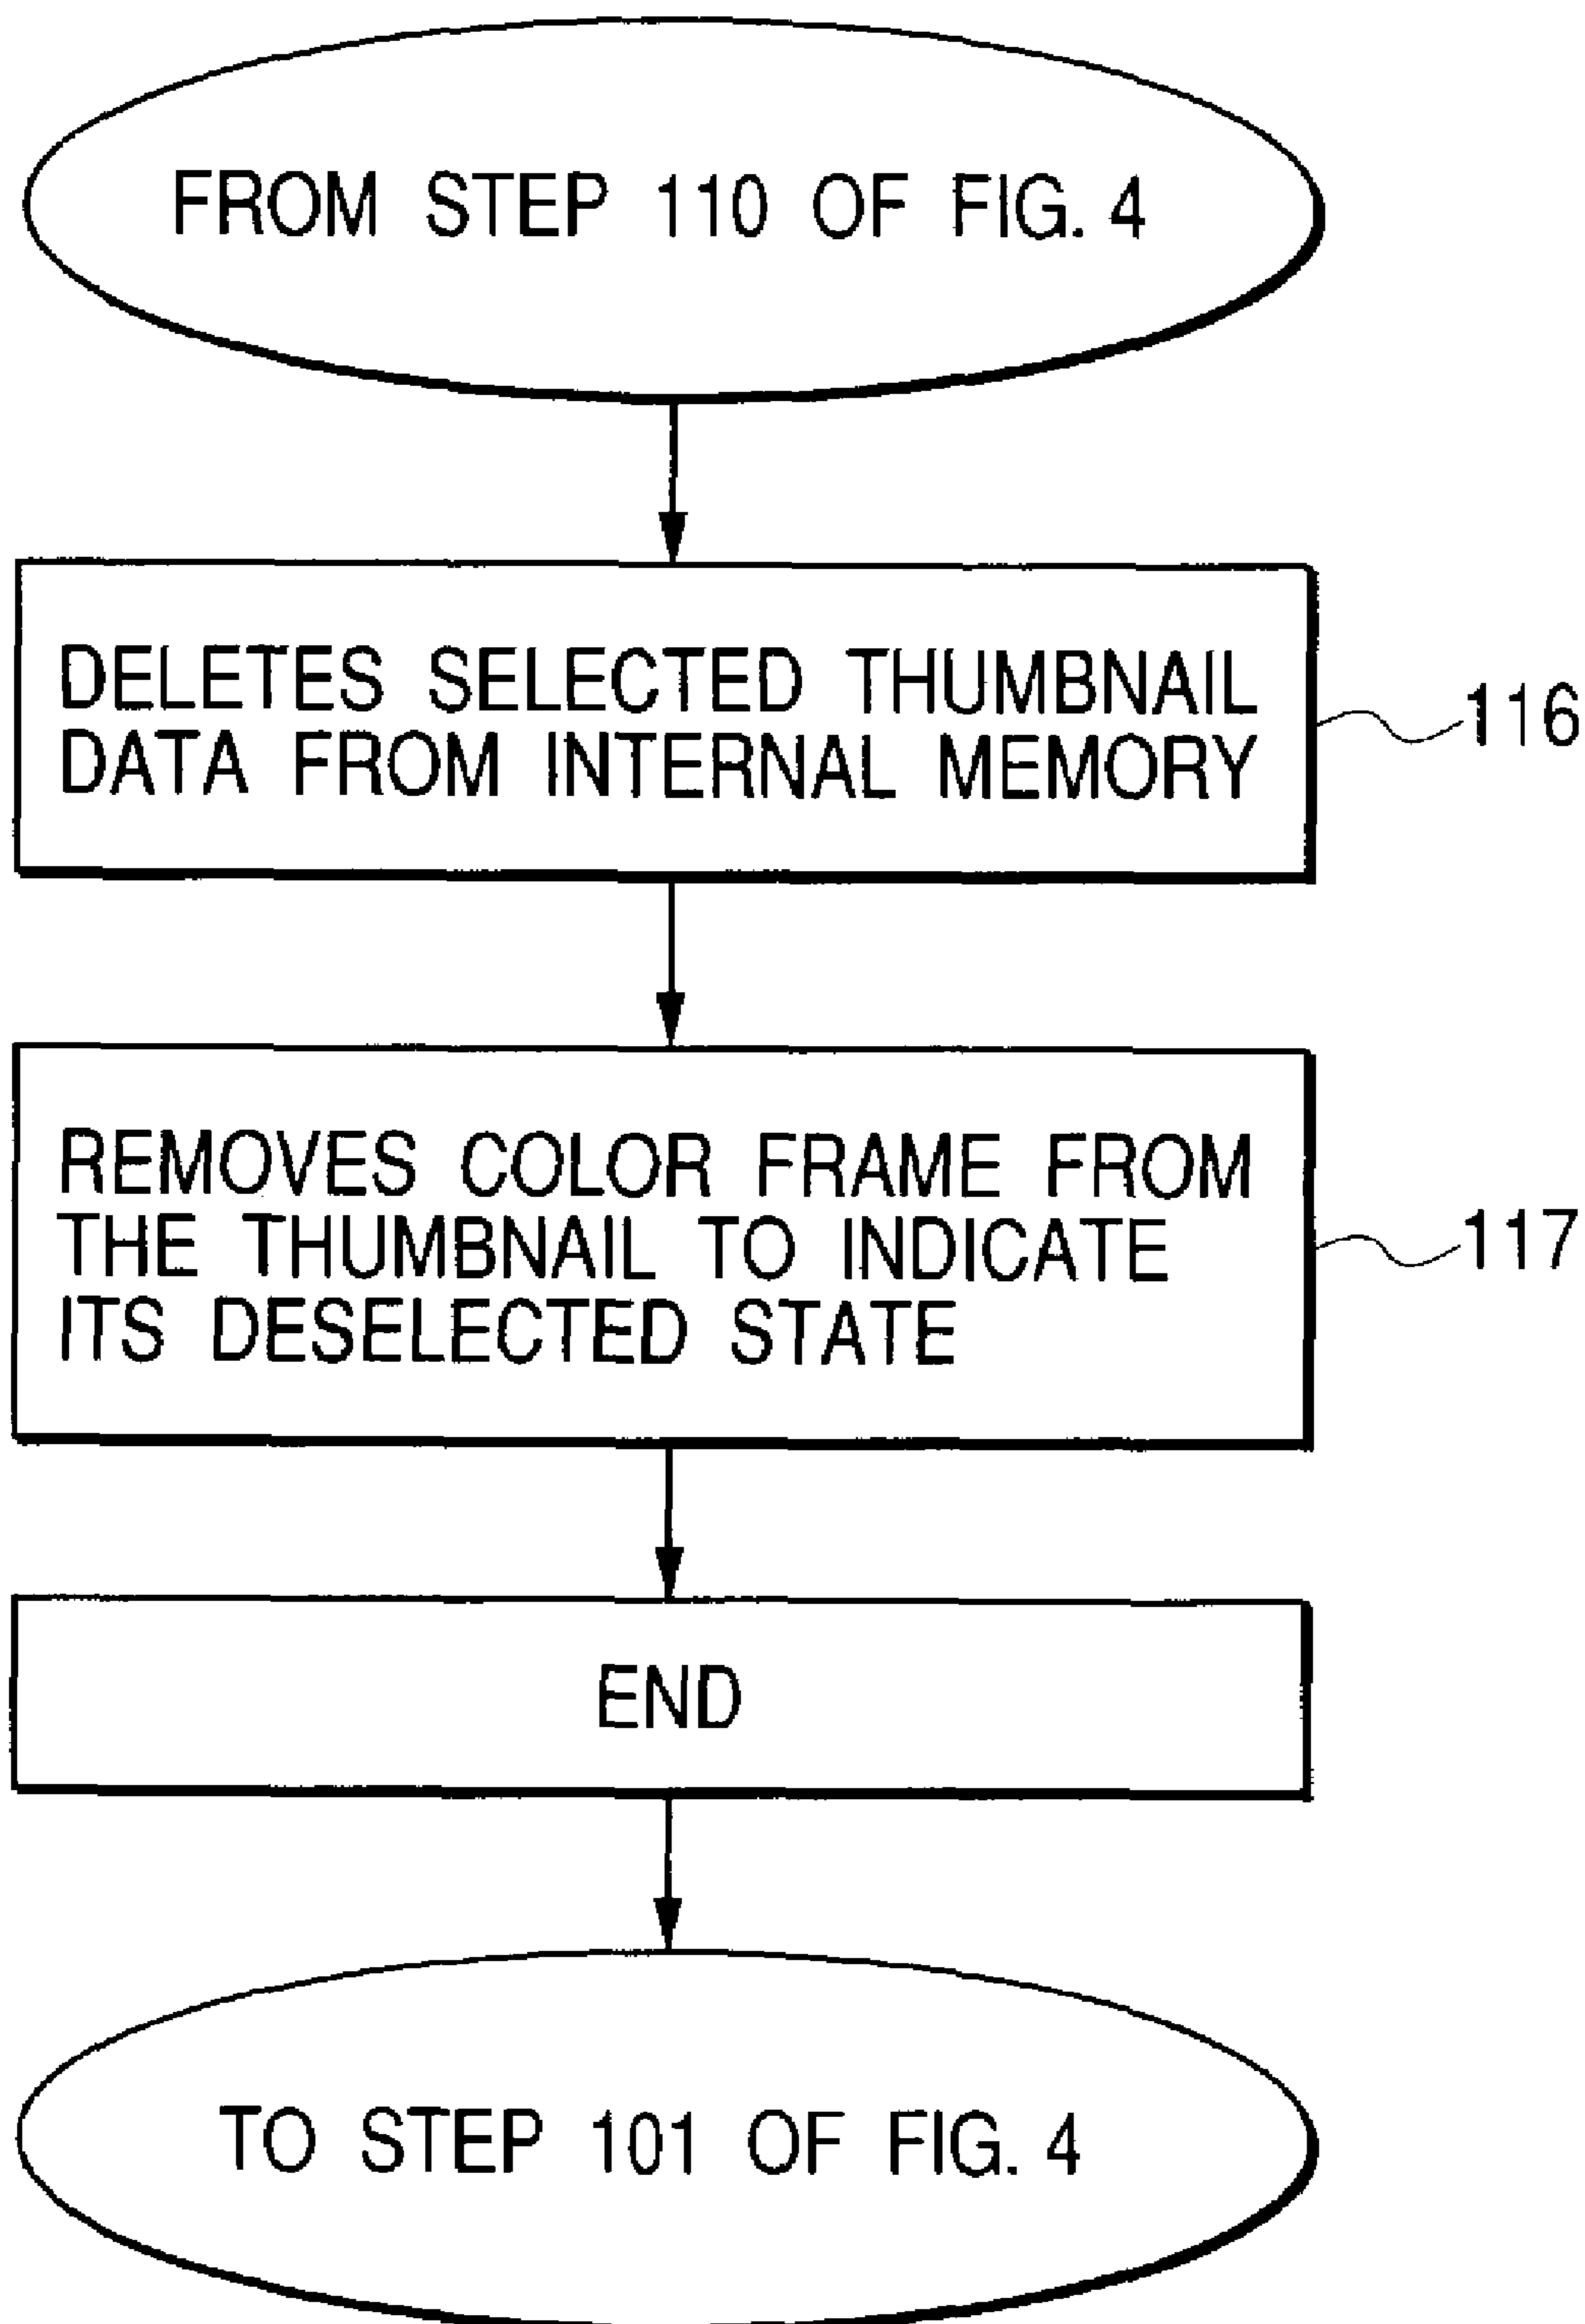 FROM STEP 110 OF FIG. 4
DELETES SELECTED THUMBNAIL
DATA FROM INTERNAL MEMORY
116
REMOVES COLOR FRAME FROM
THE THUMBNAIL TO INDICATE
ITS DESELECTED STATE
117
END
TO STEP 101 OF FIG. 4